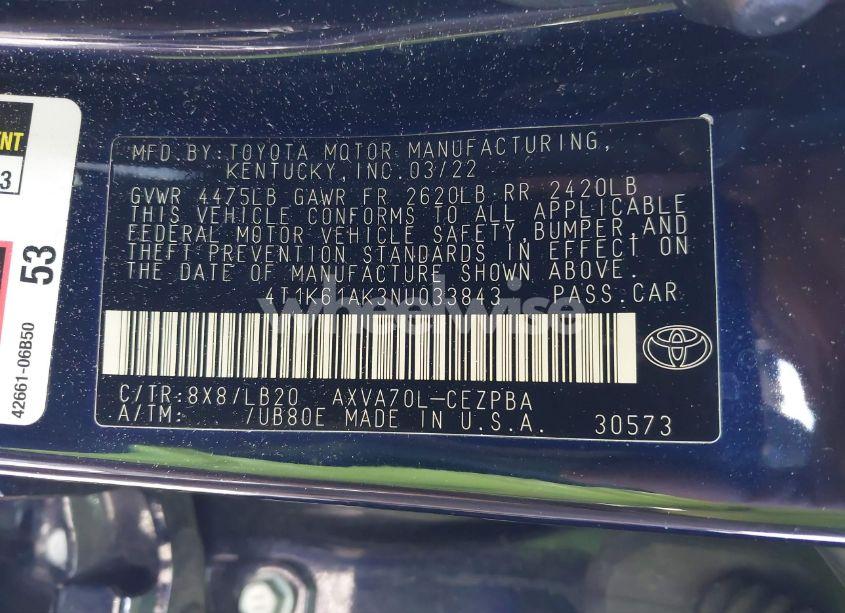 MFD.BY:TOYOTA MOTOR MANUFACTURING,
KENTUCKY, INC.03/22
GVWR 4475LB GAWR FR 2620LB RR 2420LB
THIS VEHICLE CONFORMS TO ALL APPLICABLE
FEDERAL MOTOR VEHICLE SAFETY,BUMPER,AND
THEFT PREVENTION STANDARDS IN EFFECT ON
THE DATE OF MANUFACTURE SHOWN ABOVE.
4T1K61AK3NU033843 PASS.CAR
wheelwise
C/TR:8X8/LB20 AXVA70L-CEZPBA
A/TM: /UB80E MADE IN U.S.A. 30573
3
53
42661-06B50